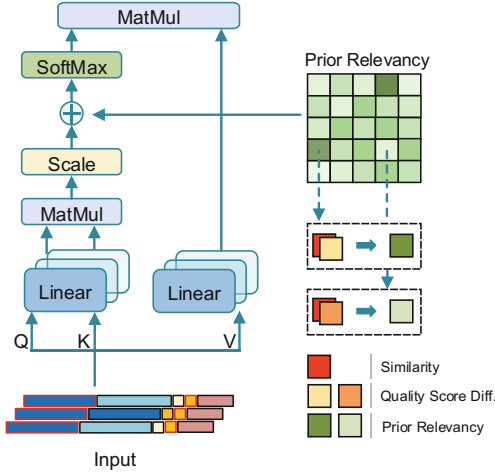 MatMul
SoftMax
Prior Relevancy
Scale
MatMul
Linear
Linear
Q
K
V
Similarity
Quality Score Diff.
Prior Relevancy
Input